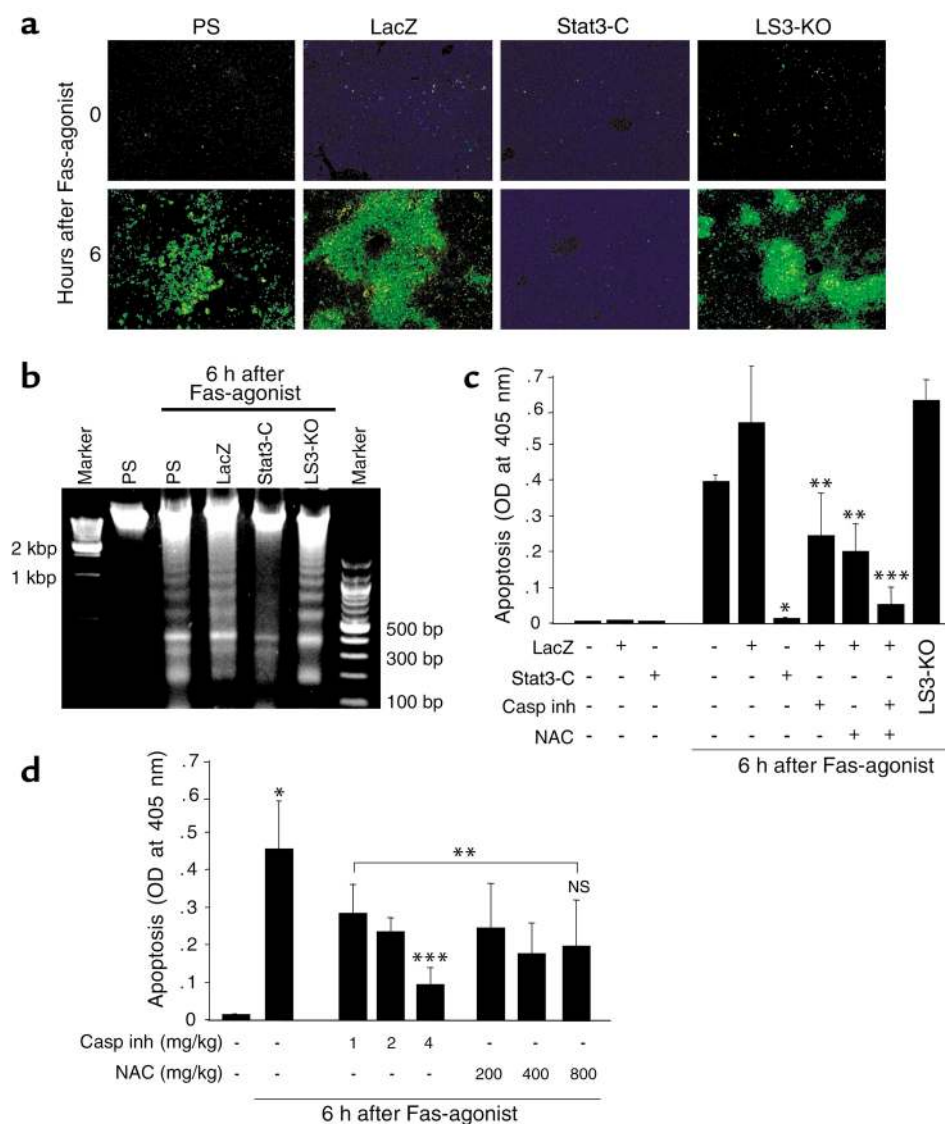 a
PS LacZ Stat3-C LS3-KO
Hours after Fas-agonist
0
6
b
6 h after
Fas-agonist
Marker PS PS LacZ Stat3-C LS3-KO Marker
2 kbp
1 kbp
500 bp
300 bp
100 bp
c
Apoptosis (OD at 405 nm)
.7
.6
.5
.4
.3
.2
.1
0
* ** ** ***
LacZ - + - - + - + + +
Stat3-C - - + - - + - - -
Casp inh - - - - - - + - +
NAC - - - - - - - + +
LS3-KO
6 h after Fas-agonist
d
Apoptosis (OD at 405 nm)
.7
.6
.5
.4
.3
.2
.1
0
* ** *** NS
Casp inh (mg/kg) - - 1 2 4 - - -
NAC (mg/kg) - - - - - 200 400 800
6 h after Fas-agonist